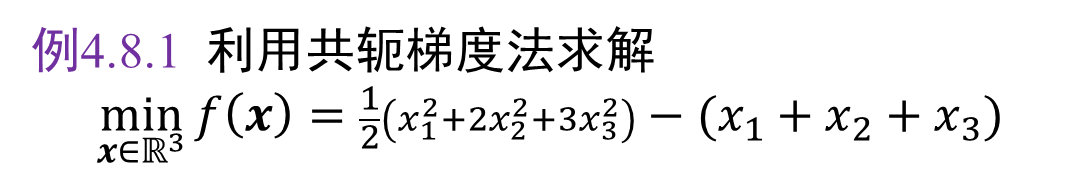 例4.8.1 利用共轭梯度法求解
min f(x) = 1/2(x₁²+2x₂²+3x₃²) − (x₁ + x₂ + x₃)
x∈ℝ³